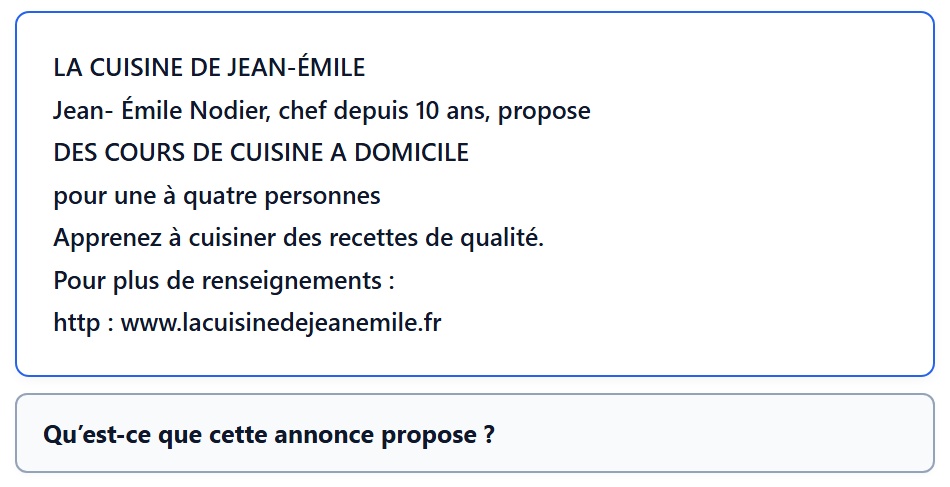 LA CUISINE DE JEAN-ÉMILE
Jean- Émile Nodier, chef depuis 10 ans, propose
DES COURS DE CUISINE A DOMICILE
pour une à quatre personnes
Apprenez à cuisiner des recettes de qualité.
Pour plus de renseignements :
http : www.lacuisinedejeanemile.fr
Qu’est-ce que cette annonce propose ?